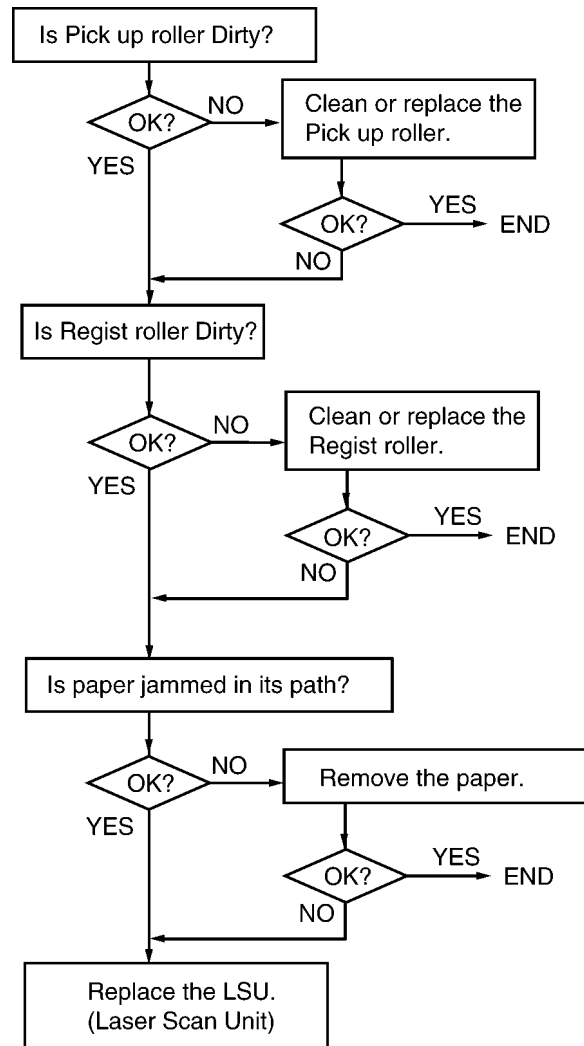 Is Pick up roller Dirty?
OK?
NO
YES
Clean or replace the
Pick up roller.
OK?
YES
END
NO
Is Regist roller Dirty?
OK?
NO
YES
Clean or replace the
Regist roller.
OK?
YES
END
NO
Is paper jammed in its path?
OK?
NO
YES
Remove the paper.
OK?
YES
END
NO
Replace the LSU.
(Laser Scan Unit)